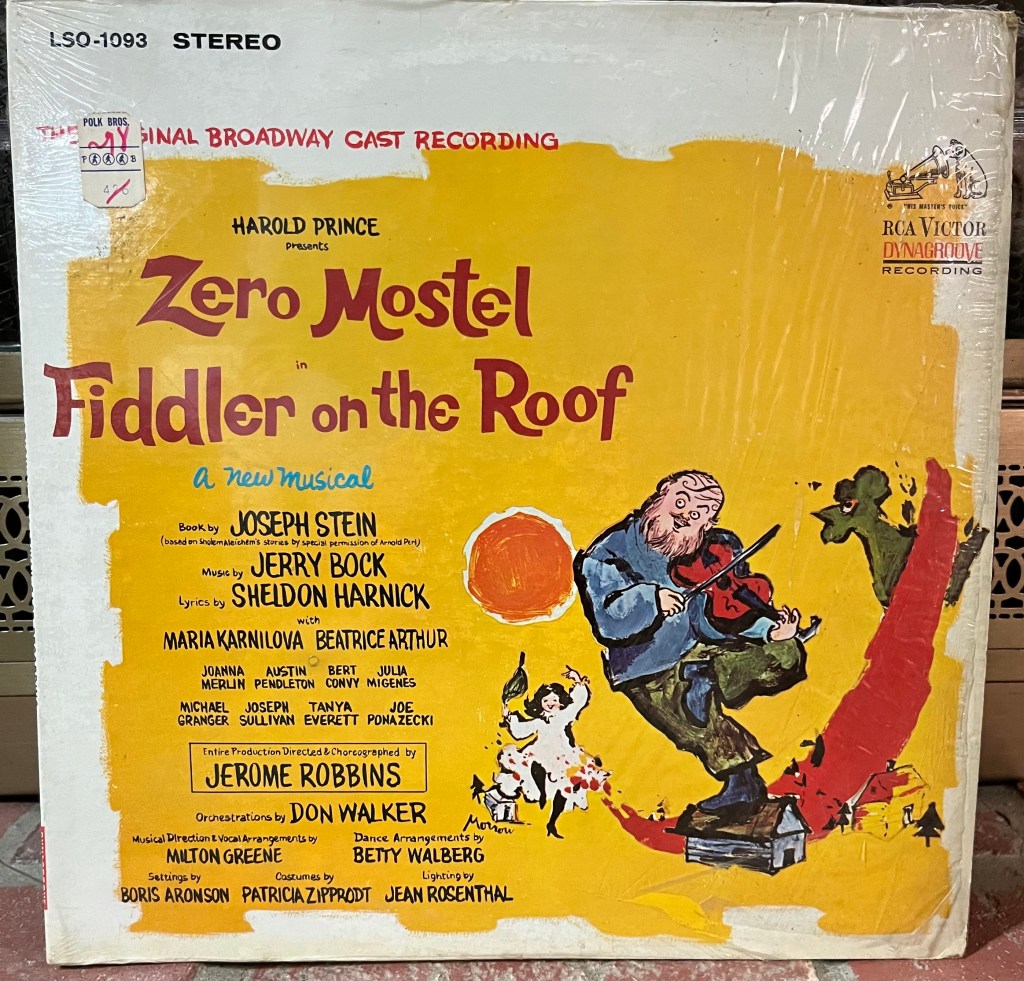 LSO-1093 STEREO
POLK BROS.
P B
THE ORIGINAL BROADWAY CAST RECORDING
"HIS MASTER'S VOICE"
RCA VICTOR
DYNAGROOVE
RECORDING
HAROLD PRINCE
presents
Zero Mostel
in
Fiddler on the Roof
a new musical
Book by JOSEPH STEIN
(based on Sholem Aleichem's stories by special permission of Arnold Perl)
Music by JERRY BOCK
Lyrics by SHELDON HARNICK
with
MARIA KARNILOVA BEATRICE ARTHUR
JOANNA AUSTIN BERT JULIA
MERLIN PENDLETON CONVY MIGENES
MICHAEL JOSEPH TANYA JOE
GRANGER SULLIVAN EVERETT PONAZECKI
Entire Production Directed & Choreographed by
JEROME ROBBINS
Orchestrations by DON WALKER
Morrow
Musical Direction & Vocal Arrangements by Dance Arrangements by
MILTON GREENE BETTY WALBERG
Settings by Costumes by Lighting by
BORIS ARONSON PATRICIA ZIPPRODT JEAN ROSENTHAL